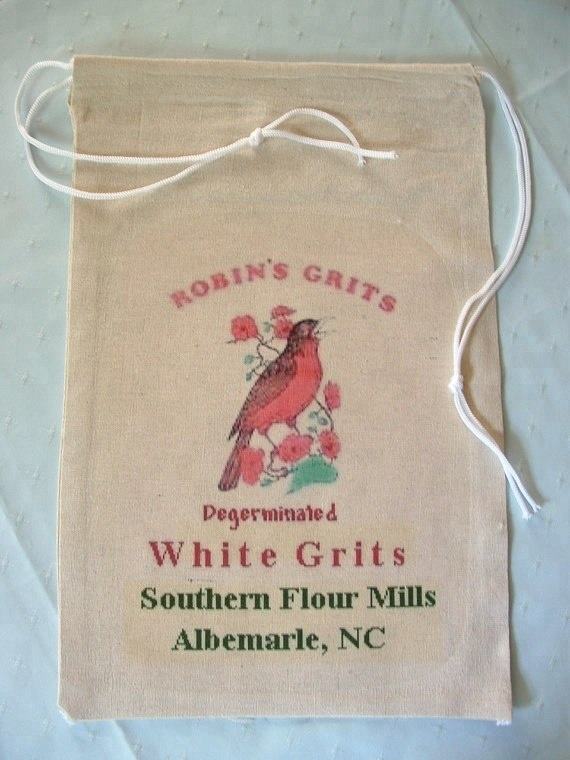 ROBIN'S GRITS
Degerminated
White Grits
Southern Flour Mills
Albemarle, NC